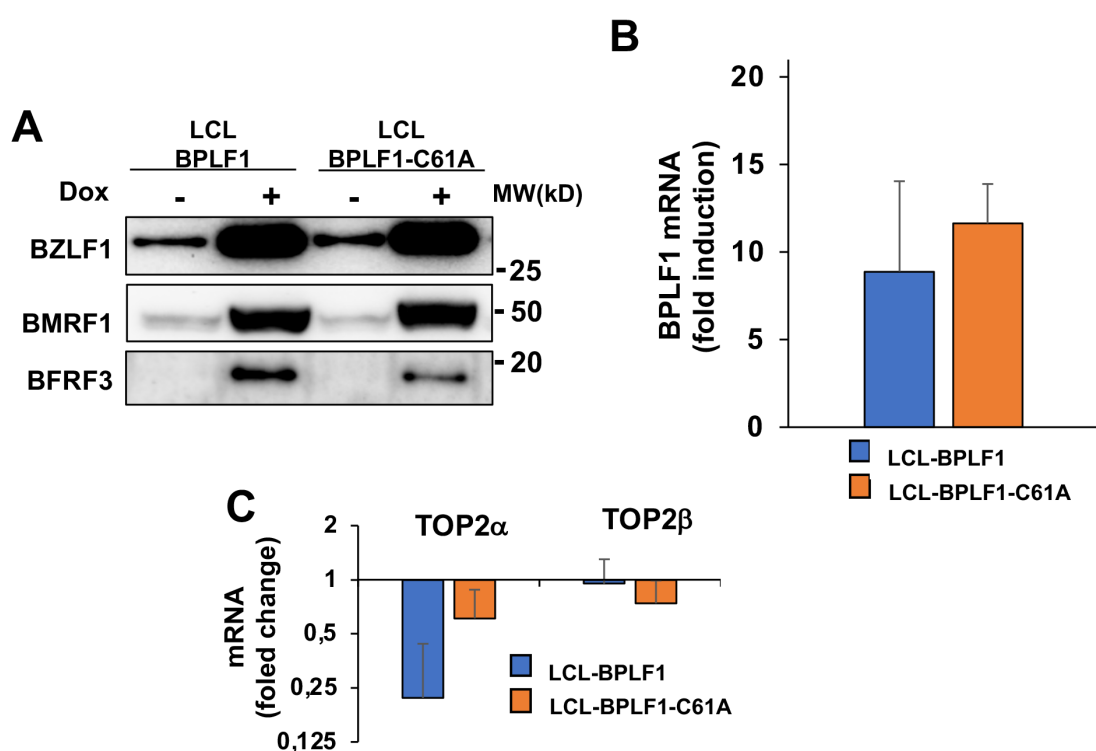 A
LCL
BPLF1
LCL
BPLF1-C61A
Dox - + - + MW(kD)
BZLF1
-25
BMRF1
-50
BFRF3
-20
B
BPLF1 mRNA
(fold induction)
20
15
10
5
0
LCL-BPLF1
LCL-BPLF1-C61A
C
TOP2α TOP2β
mRNA
(foled change)
2
1
0,5
0,25
0,125
LCL-BPLF1
LCL-BPLF1-C61A